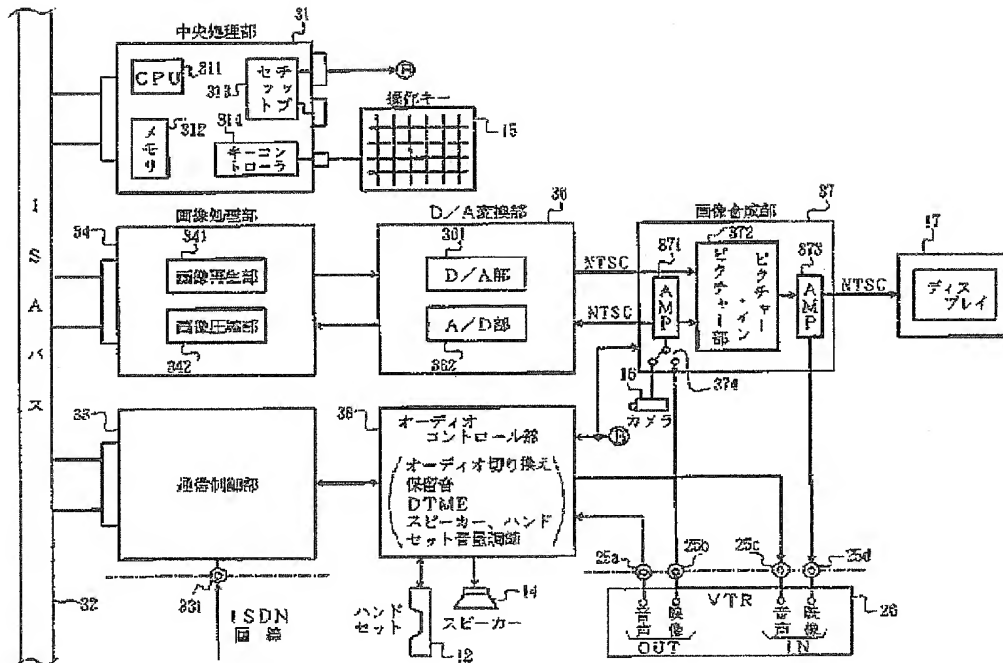 中央処理部
31
CPU
311
313
チップセット
メモリ
312
314
キーコントローラ
操作キー
15
ISAバス
32
画像処理部
34
341
画像再生部
画像圧縮部
342
D/A変換部
36
361
D/A部
A/D部
362
NTSC
NTSC
画像合成部
37
371
AMP
372
ピクチャー・イン
ピクチャー部
373
AMP
374
NTSC
17
ディスプレイ
16
カメラ
33
通信制御部
331
ISDN
回線
38
オーディオ
コントロール部
オーディオ切り換え
保留音
DTME
スピーカー、ハンド
セット音量調節
ハンド
セット
12
スピーカー
14
25a
25b
25c
25d
VTR
26
音声
映像
OUT
音声
映像
IN